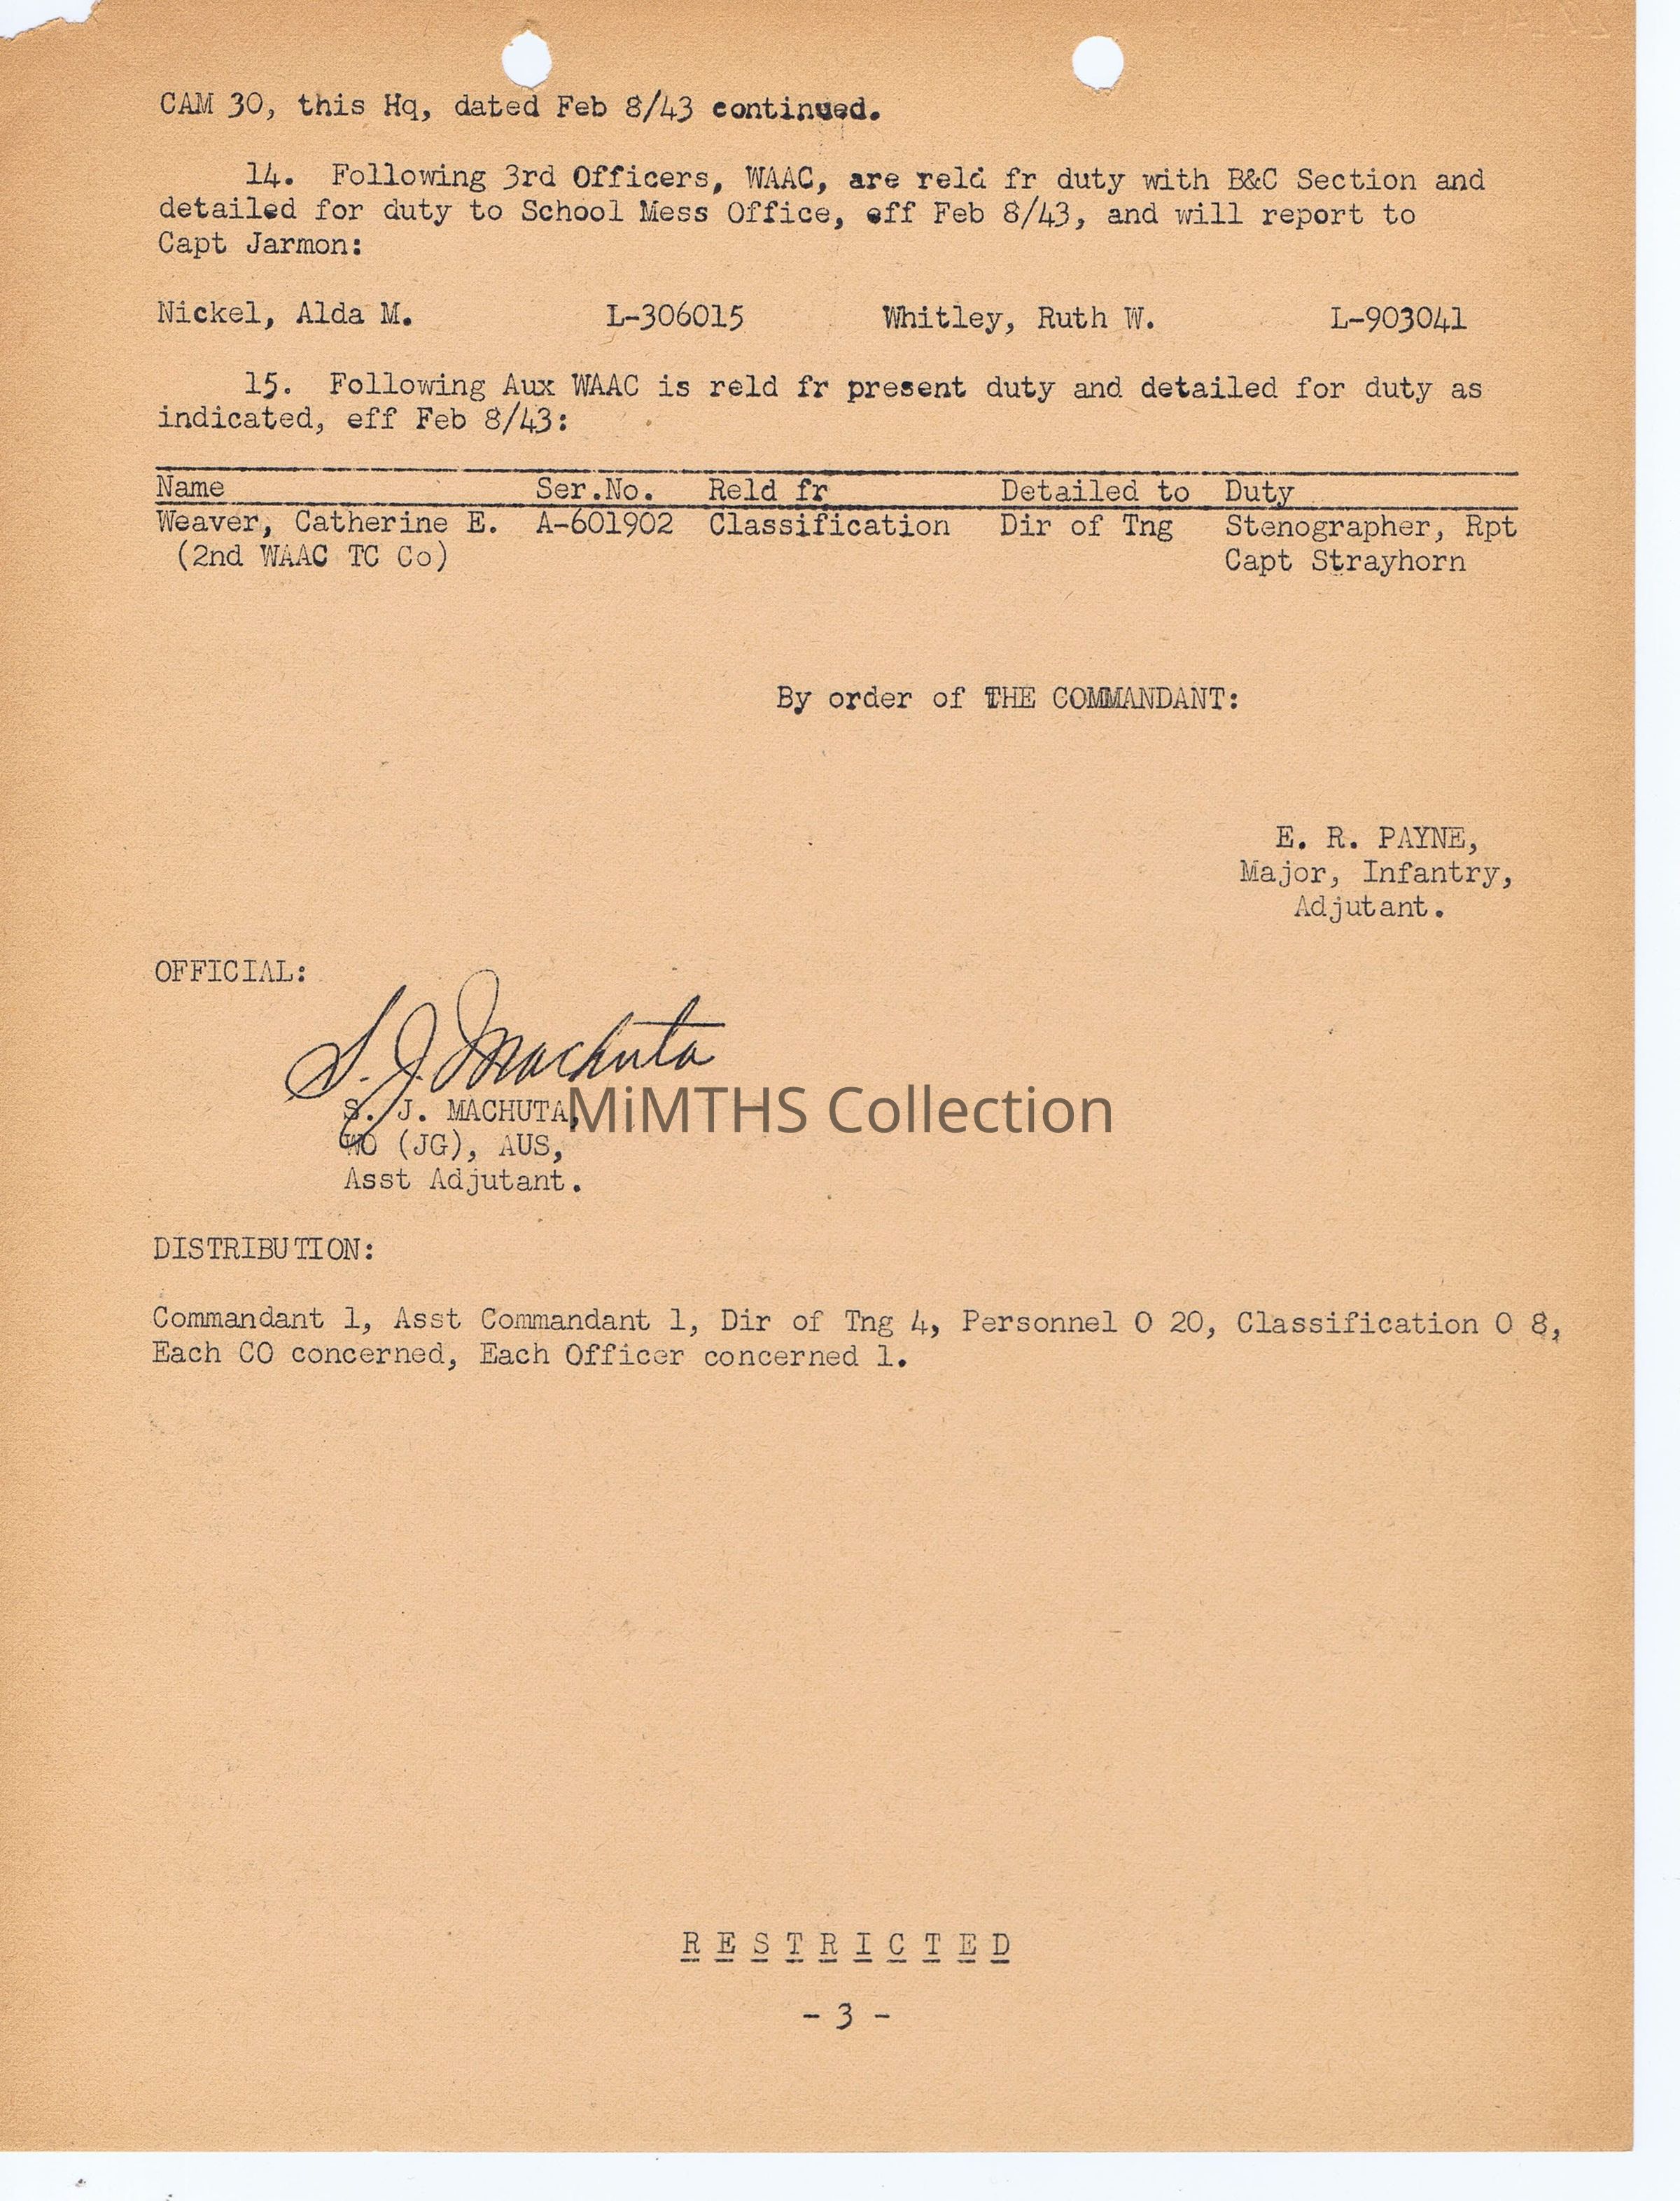 CAM 30, this Hq, dated Feb 8/43 continued.
14. Following 3rd Officers, WAAC, are reld fr duty with B&C Section and
detailed for duty to School Mess Office, eff Feb 8/43, and will report to
Capt Jarmon:
Nickel, Alda M. L-306015 Whitley, Ruth W. L-903041
15. Following Aux WAAC is reld fr present duty and detailed for duty as
indicated, eff Feb 8/43:
Name Ser.No. Reld fr Detailed to Duty
Weaver, Catherine E. A-601902 Classification Dir of Tng Stenographer, Rpt
(2nd WAAC TC Co) Capt Strayhorn
By order of THE COMMANDANT:
E. R. PAYNE,
Major, Infantry,
Adjutant.
OFFICIAL:
S. J. Machuta
S. J. MACHUTA,
WO (JG), AUS,
Asst Adjutant.
MiMTHS Collection
DISTRIBUTION:
Commandant 1, Asst Commandant 1, Dir of Tng 4, Personnel O 20, Classification O 8,
Each CO concerned, Each Officer concerned 1.
RESTRICTED
- 3 -